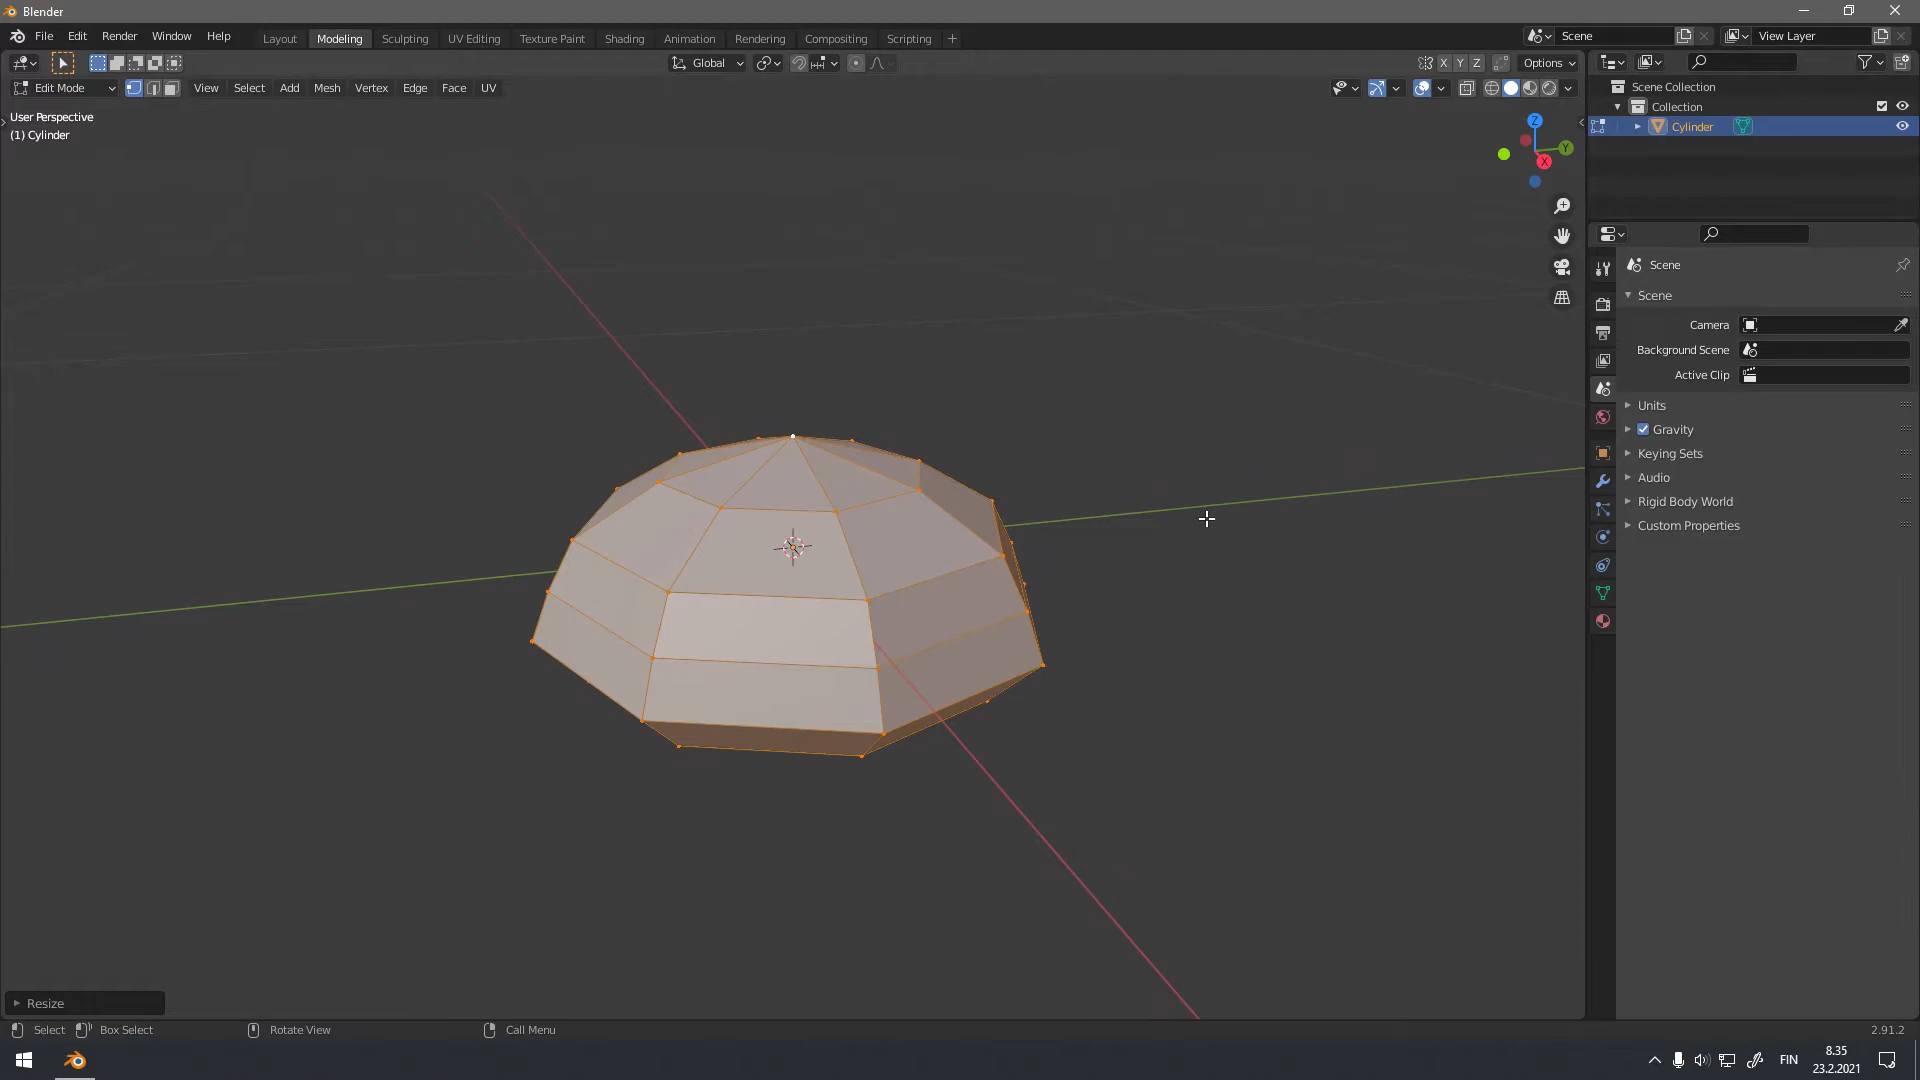 Blender
File Edit Render Window Help
Layout Modeling Sculpting UV Editing Texture Paint Shading Animation Rendering Compositing Scripting +
Scene
View Layer
Global
X Y Z
Options
Edit Mode View Select Add Mesh Vertex Edge Face UV
User Perspective
(1) Cylinder
Z
Y
X
Scene Collection
Collection
Cylinder
Scene
Scene
Camera
Background Scene
Active Clip
Units
Gravity
Keying Sets
Audio
Rigid Body World
Custom Properties
Resize
Select Box Select Rotate View Call Menu
2.91.2
FIN
8.35
23.2.2021